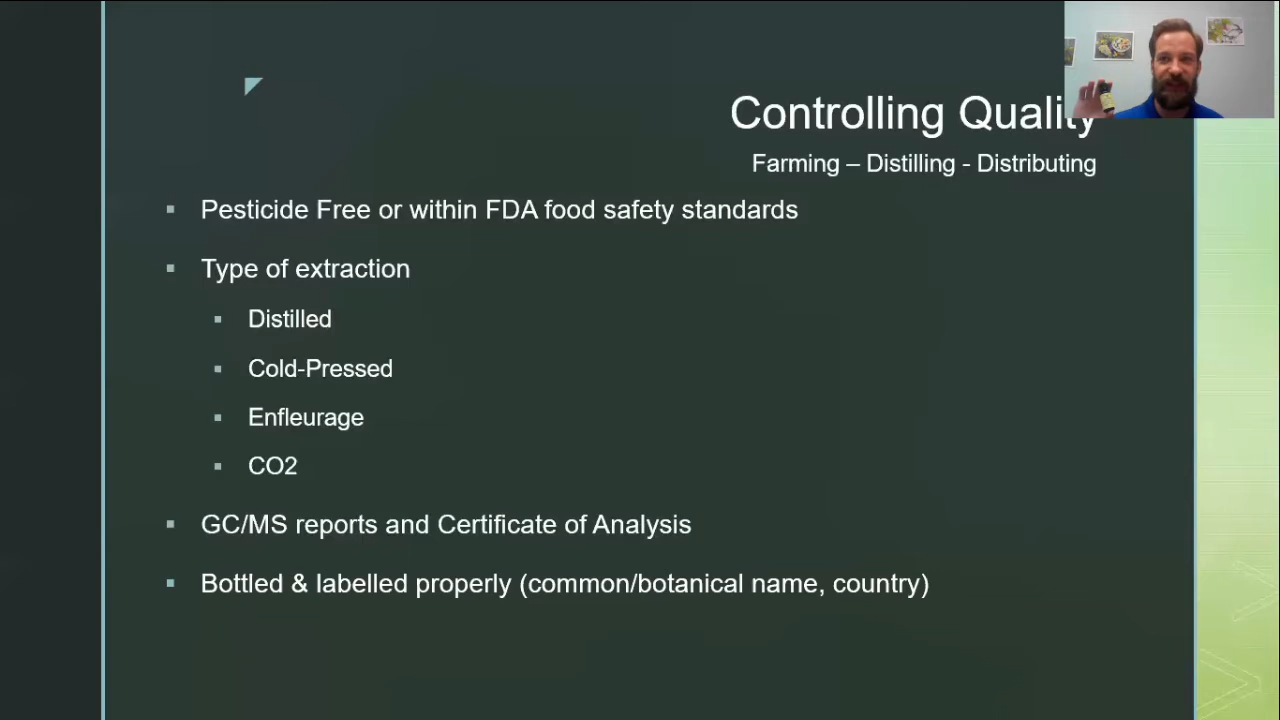 Controlling Quality
Farming – Distilling - Distributing
Pesticide Free or within FDA food safety standards
Type of extraction
Distilled
Cold-Pressed
Enfleurage
CO2
GC/MS reports and Certificate of Analysis
Bottled & labelled properly (common/botanical name, country)